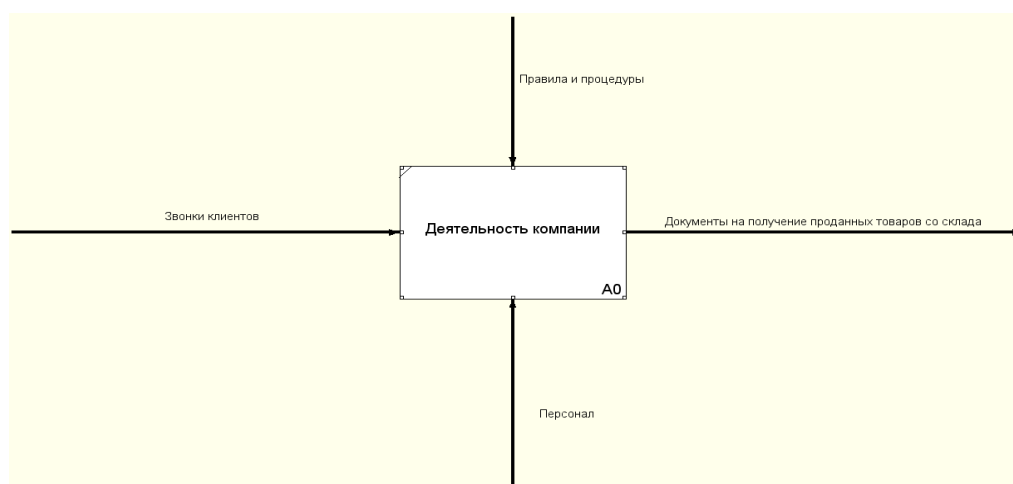 Правила и процедуры
Звонки клиентов
Деятельность компании
Документы на получение проданных товаров со склада
A0
Персонал